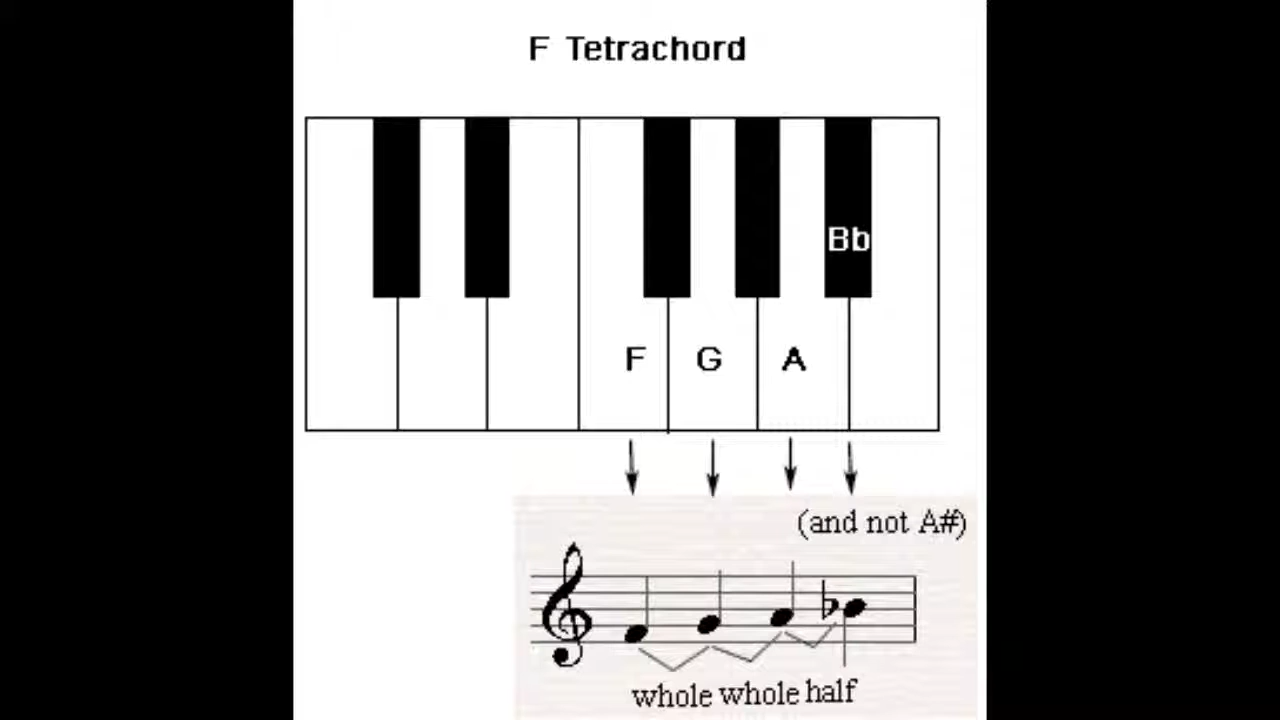 F Tetrachord
Bb
F G A
(and not A#)
whole whole half